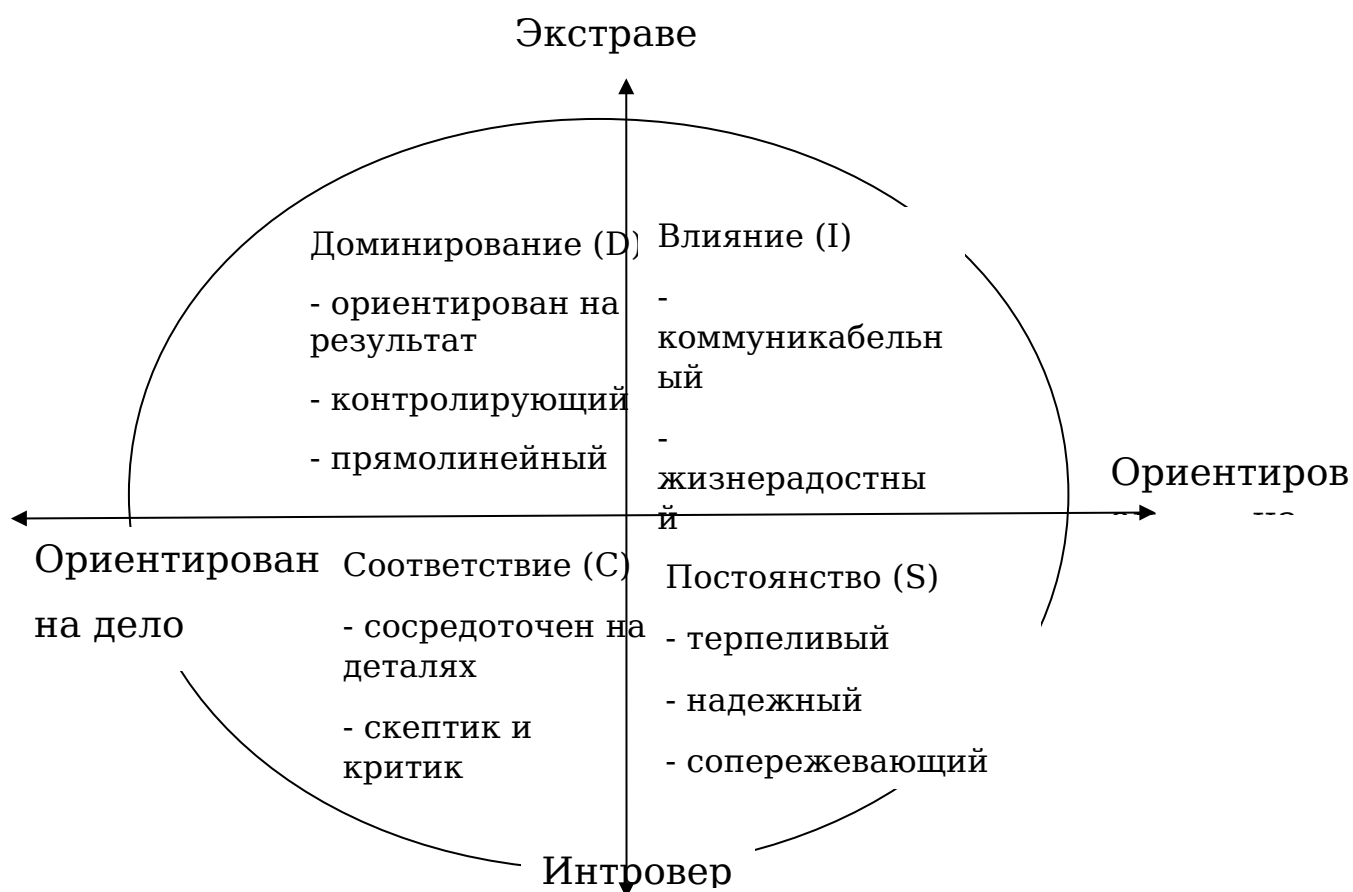 Экстраве
Доминирование (D)
- ориентирован на
результат
- контролирующий
- прямолинейный
Влияние (I)
-
коммуникабельн
ый
-
жизнерадостны
й
Ориентиров
Ориентирован
на дело
Соответствие (C)
- сосредоточен на
деталях
- скептик и
критик
Постоянство (S)
- терпеливый
- надежный
- сопережевающий
Интровер